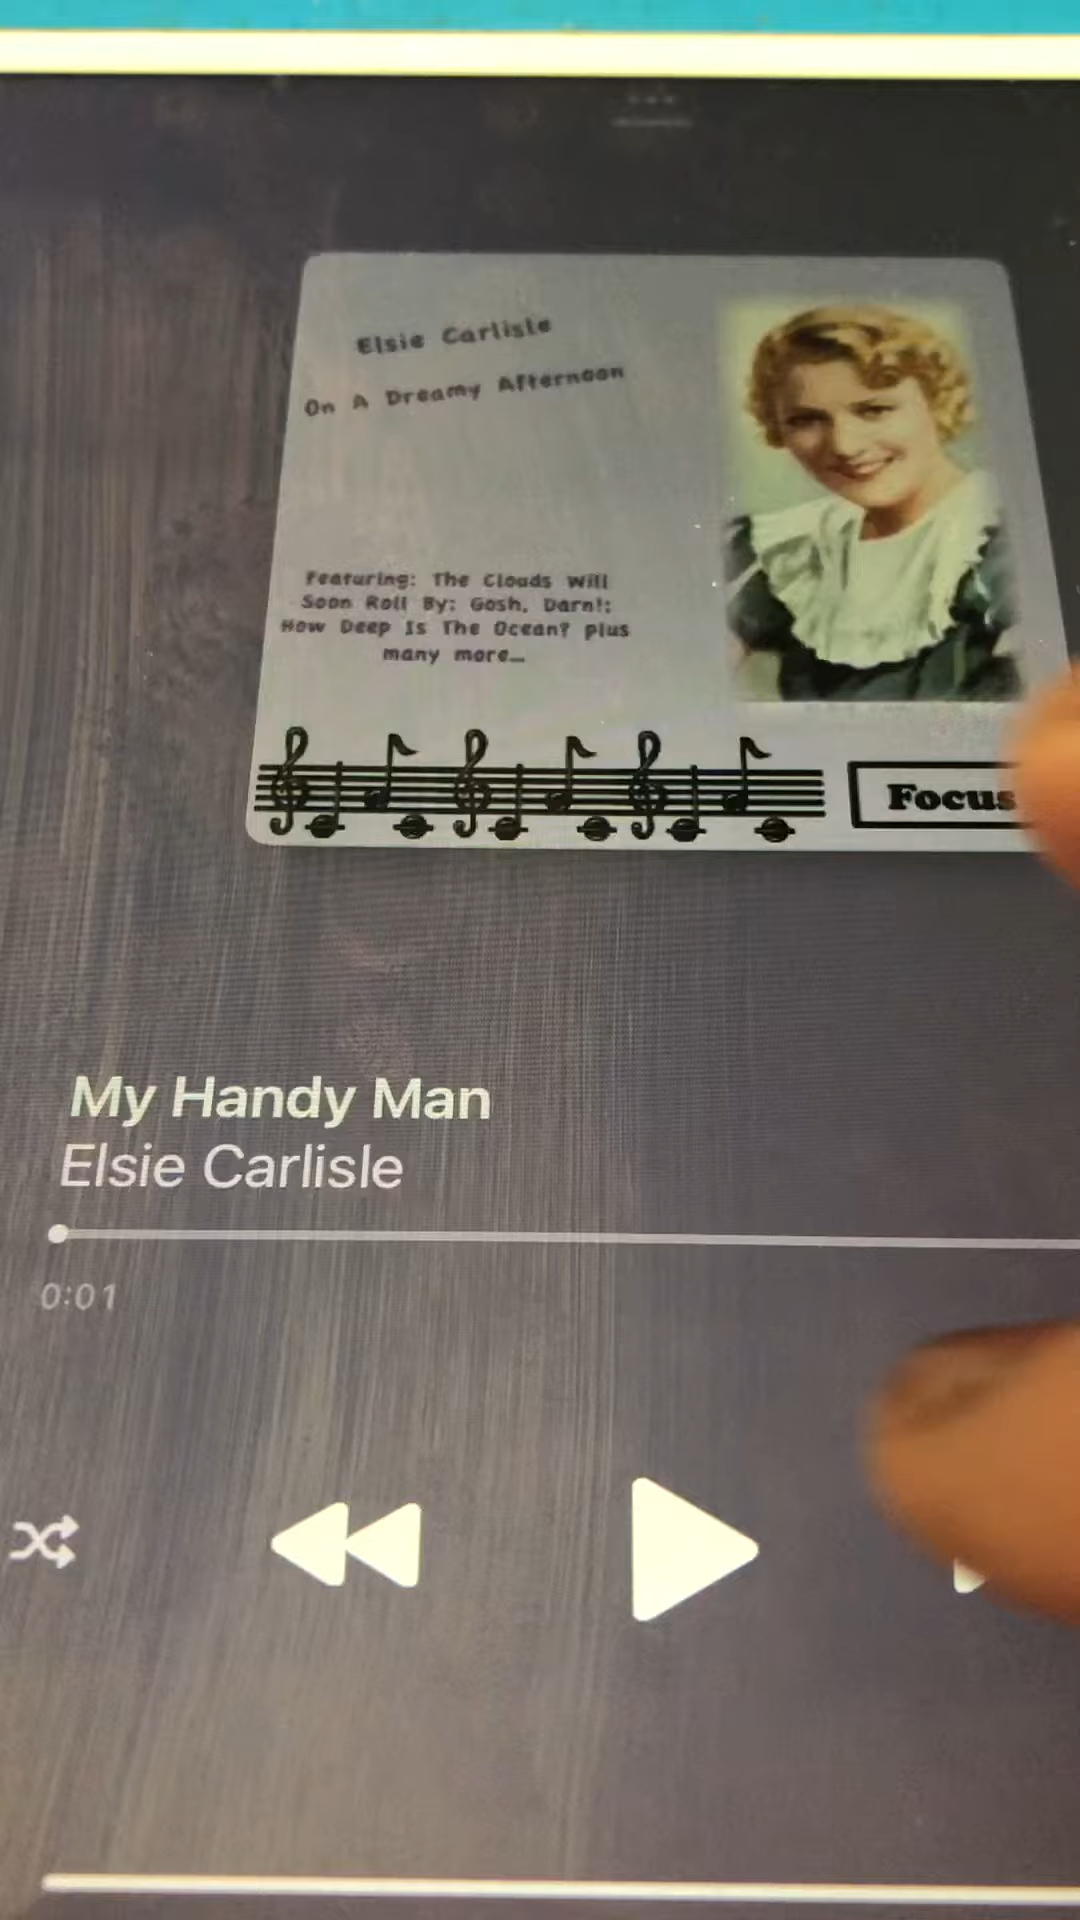 Elsie Carlisle
On A Dreamy Afternoon
Featuring: The Clouds Will
Soon Roll By: Gosh, Darn!:
How Deep Is The Ocean? plus
many more...
Focus
My Handy Man
Elsie Carlisle
0:01